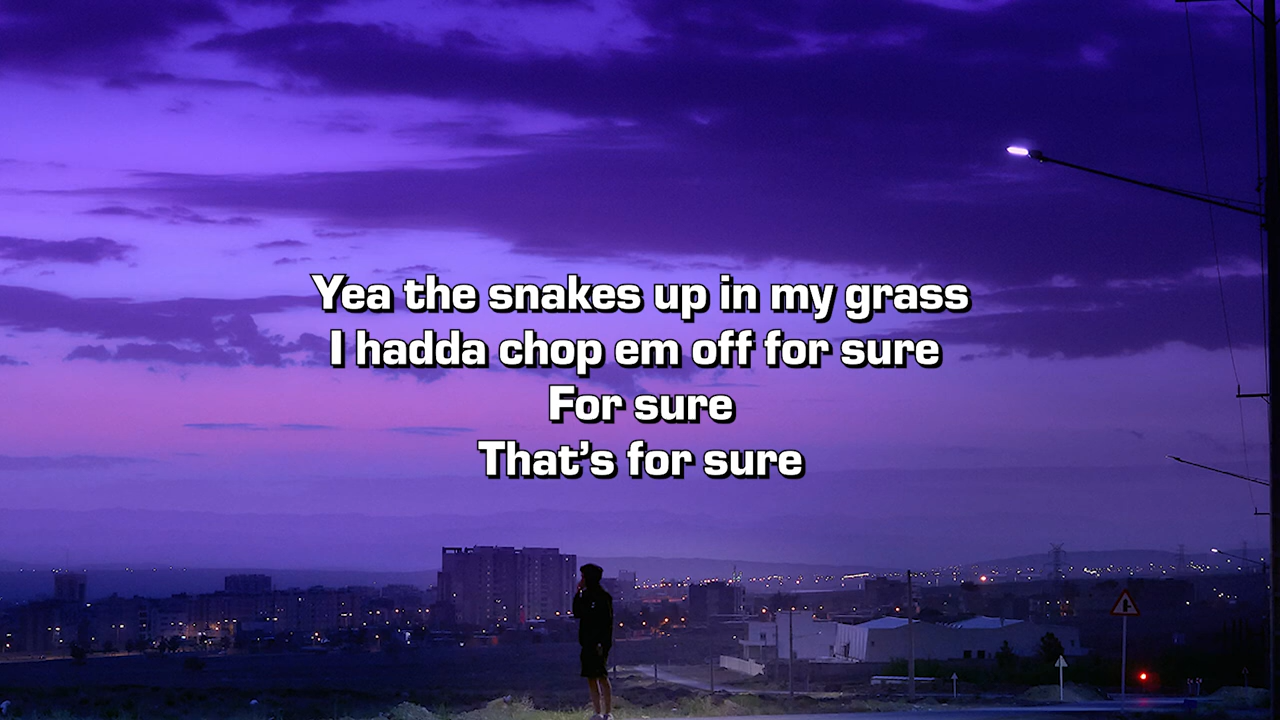 Yea the snakes up in my grass
I hadda chop em off for sure
For sure
That's for sure